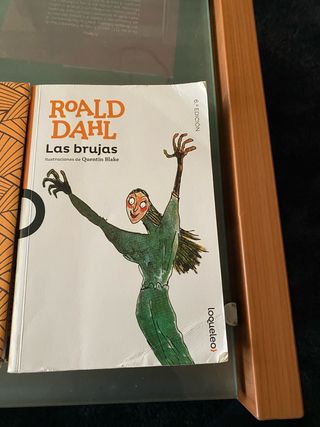 ROALD
DAHL
Las brujas
Ilustraciones de Quentin Blake
6.ª EDICIÓN
loqueleo